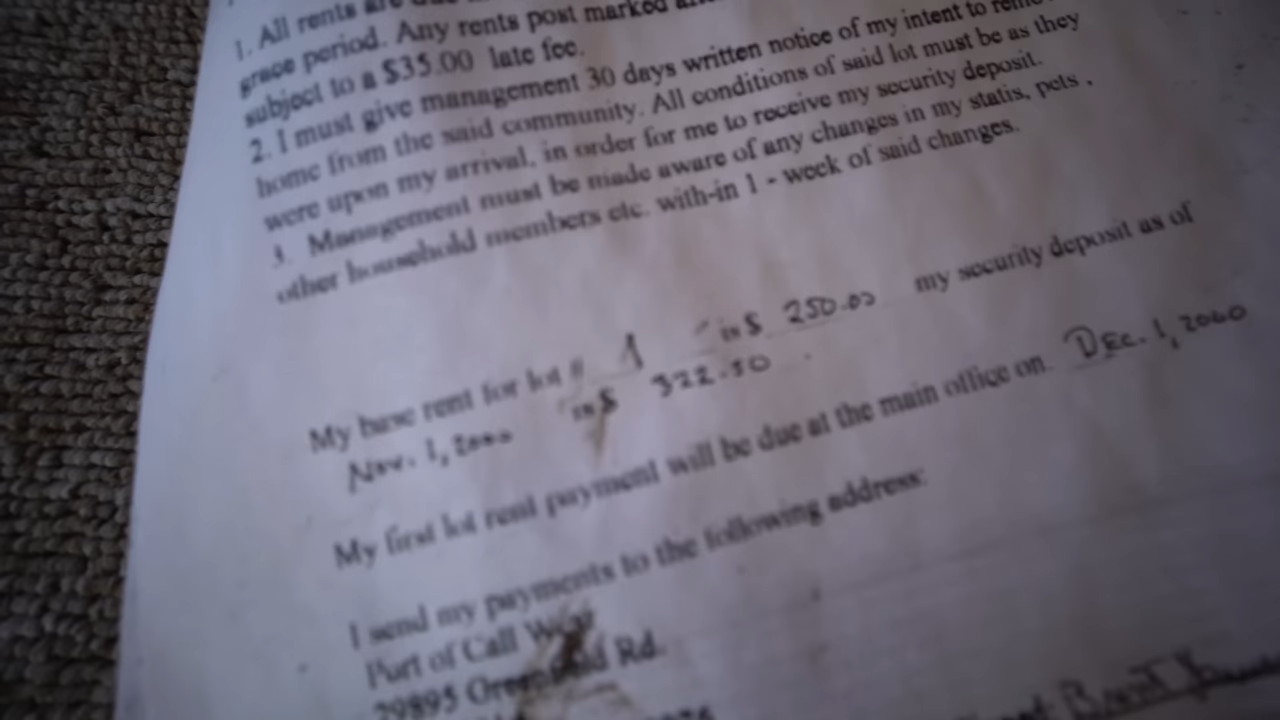 1. All rents are due
grace period. Any rents post marked
subject to a $35.00 late fee.
2. I must give management 30 days written notice of my intent to
home from the said community. All conditions of said lot must be as they
were upon my arrival, in order for me to receive my security deposit.
3. Management must be made aware of any changes in my statis, pets ,
other household members etc. with-in 1 - week of said changes.
My base rent for lot # 1 is $ 250.00 my security deposit as of
Nov. 1, 2000 is $ 322.50 .
My first lot rent payment will be due at the main office on. DEC. 1, 2000
I send my payments to the following address:
Port of Call
29895 Rd.